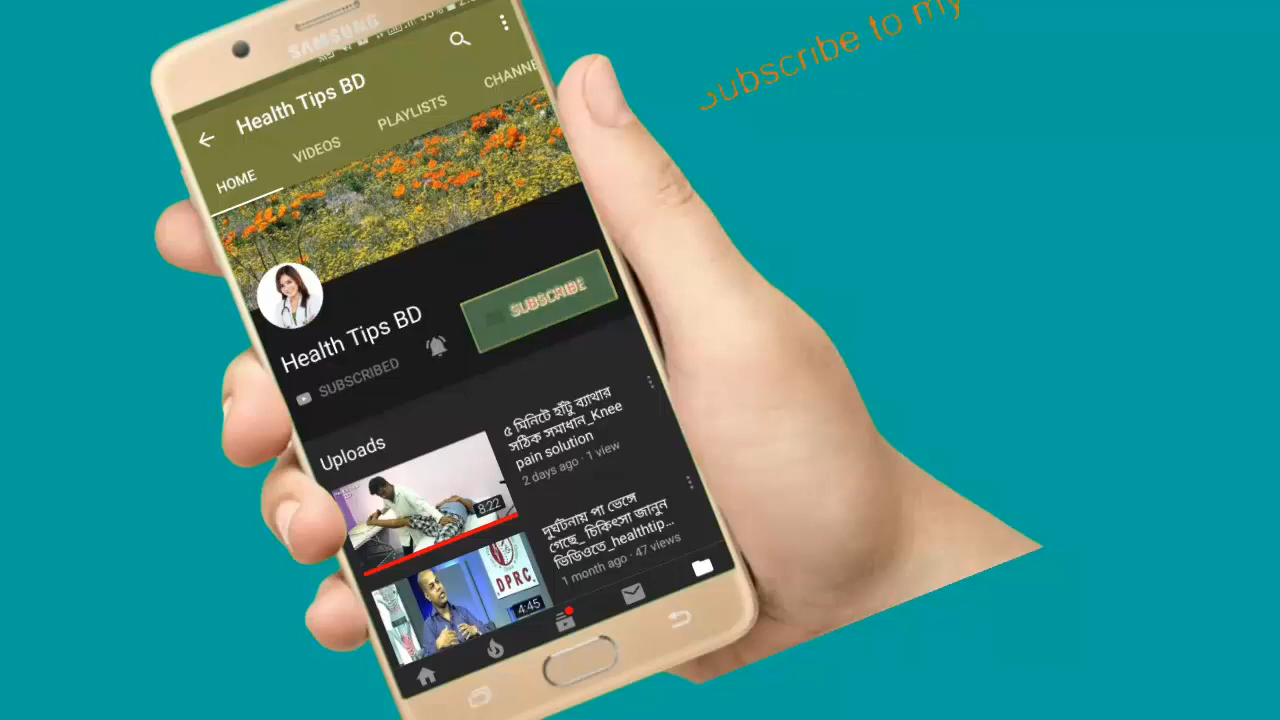 subscribe to my
SAMSUNG
Health Tips BD
HOME
VIDEOS
PLAYLISTS
CHANNE
Health Tips BD
SUBSCRIBED
SUBSCRIBE
Uploads
8:22
৫ মিনিটে হাঁটু ব্যাথার
সঠিক সমাধান_Knee
pain solution
2 days ago · 1 view
DPRC
4:45
দুর্ঘটনায় পা ভেঙ্গে
গেছে_ চিকিৎসা জানুন
ভিডিওতে_healthtip...
1 month ago · 47 views